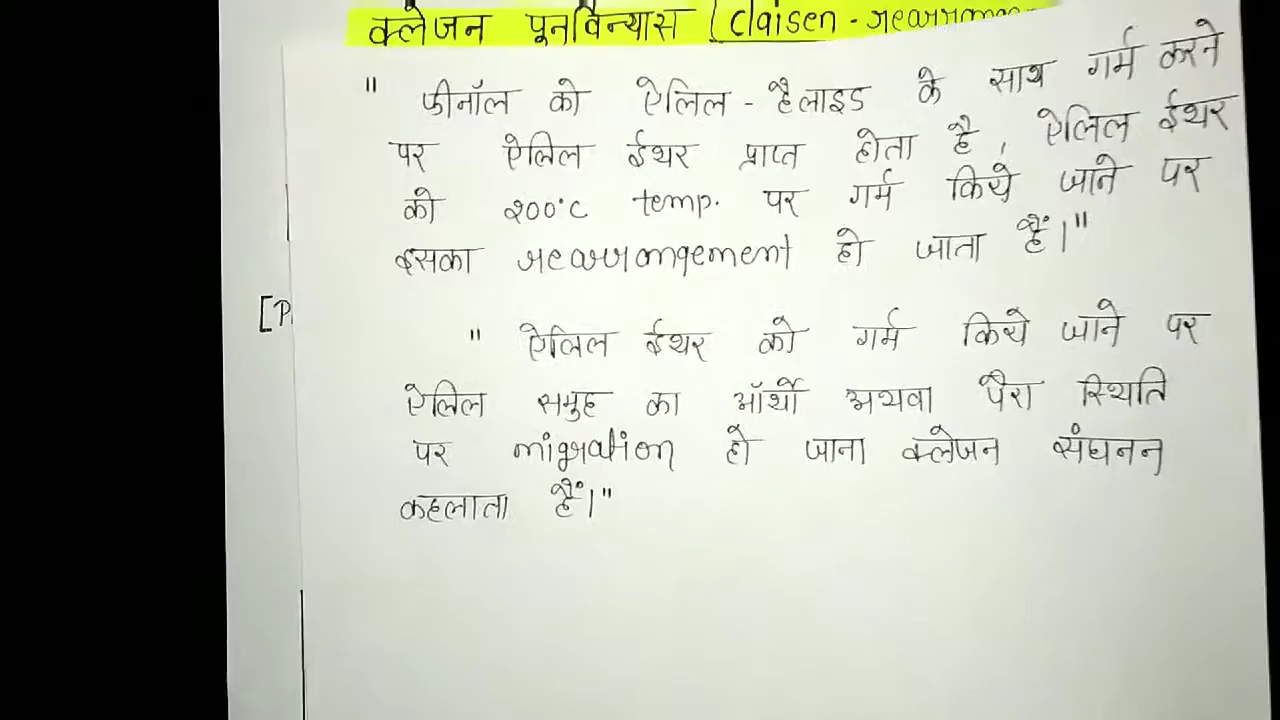 क्लेजन पूनर्विन्यास (Claisen - rearrangem
" फीनॉल को ऐलिल - हैलाइड के साथ गर्म करने
पर ऐलिल ईथर प्राप्त होता है, ऐलिल ईथर
को 200°C temp. पर गर्म किये जाने पर
इसका rearrangement हो जाता हैं।"
[P
" ऐलिल ईथर को गर्म किये जाने पर
ऐलिल समुह का ऑर्थो अथवा पैरा स्थिति
पर migration हो जाना क्लेजन संघनन
कहलाता हैं।"